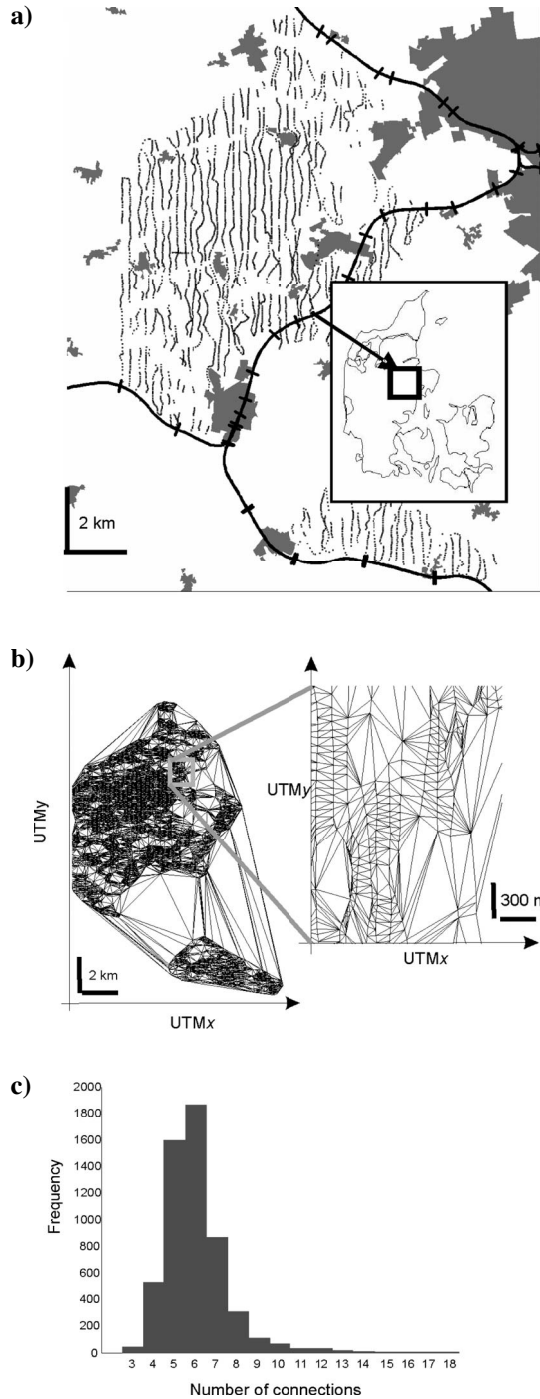 a)
2 km
b)
UTMy
2 km
UTMx
UTMy
300 m
UTMx
c)
Frequency
2000
1800
1600
1400
1200
1000
800
600
400
200
0
3 4 5 6 7 8 9 10 11 12 13 14 15 16 17 18
Number of connections